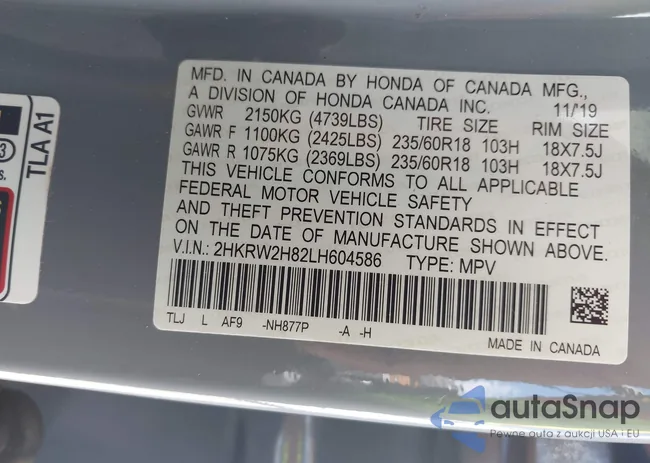 MFD. IN CANADA BY HONDA OF CANADA MFG.,
A DIVISION OF HONDA CANADA INC. 11/'19
GVWR 2150KG (4739LBS) TIRE SIZE RIM SIZE
GAWR F 1100KG (2425LBS) 235/60R18 103H 18X7.5J
GAWR R 1075KG (2369LBS) 235/60R18 103H 18X7.5J
THIS VEHICLE CONFORMS TO ALL APPLICABLE
FEDERAL MOTOR VEHICLE SAFETY
AND THEFT PREVENTION STANDARDS IN EFFECT
ON THE DATE OF MANUFACTURE SHOWN ABOVE.
V.I.N.: 2HKRW2H82LH604586 TYPE: MPV
TLJ L AF9 -NH877P -A -H
MADE IN CANADA
TLA A1
3
s.
autaSnap
Pewne auta z aukcji USA i EU